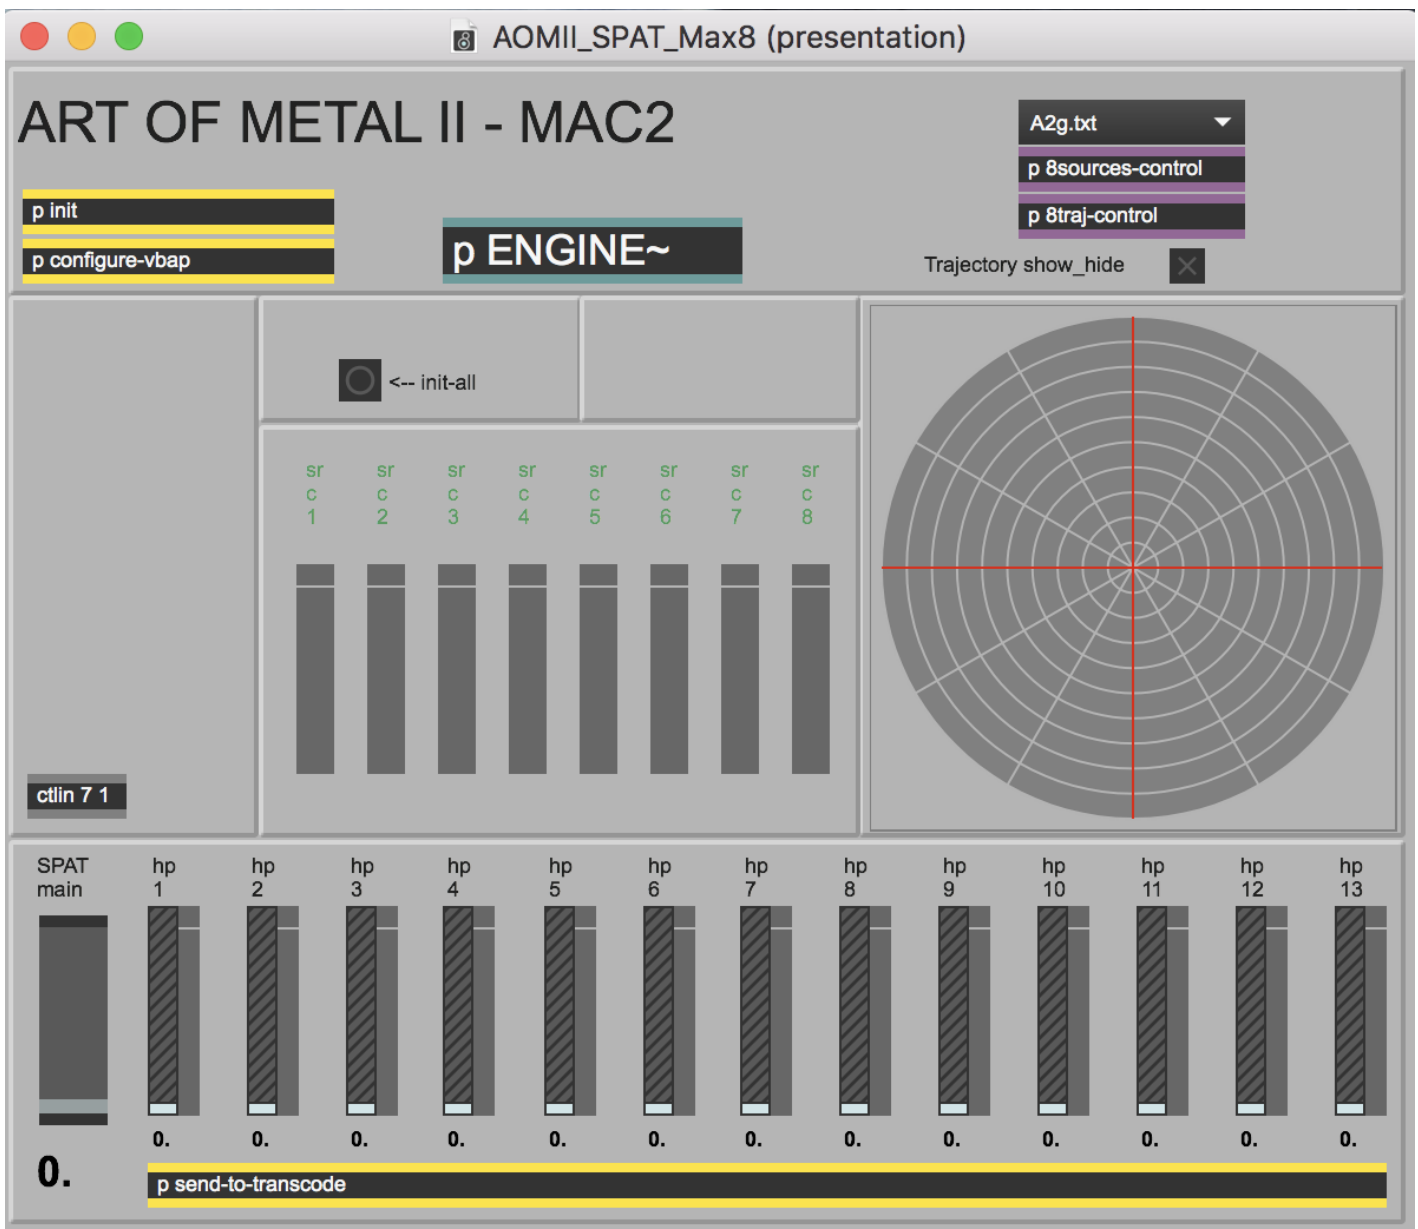 AOMII_SPAT_Max8 (presentation)
ART OF METAL II - MAC2
A2g.txt
p 8sources-control
p 8traj-control
p init
p configure-vbap
p ENGINE~
Trajectory show_hide
<-- init-all
sr sr sr sr sr sr sr sr
c c c c c c c c
1 2 3 4 5 6 7 8
ctlin 7 1
SPAT hp hp hp hp hp hp hp hp hp hp hp hp hp
main 1 2 3 4 5 6 7 8 9 10 11 12 13
0. 0. 0. 0. 0. 0. 0. 0. 0. 0. 0. 0. 0.
0.
p send-to-transcode